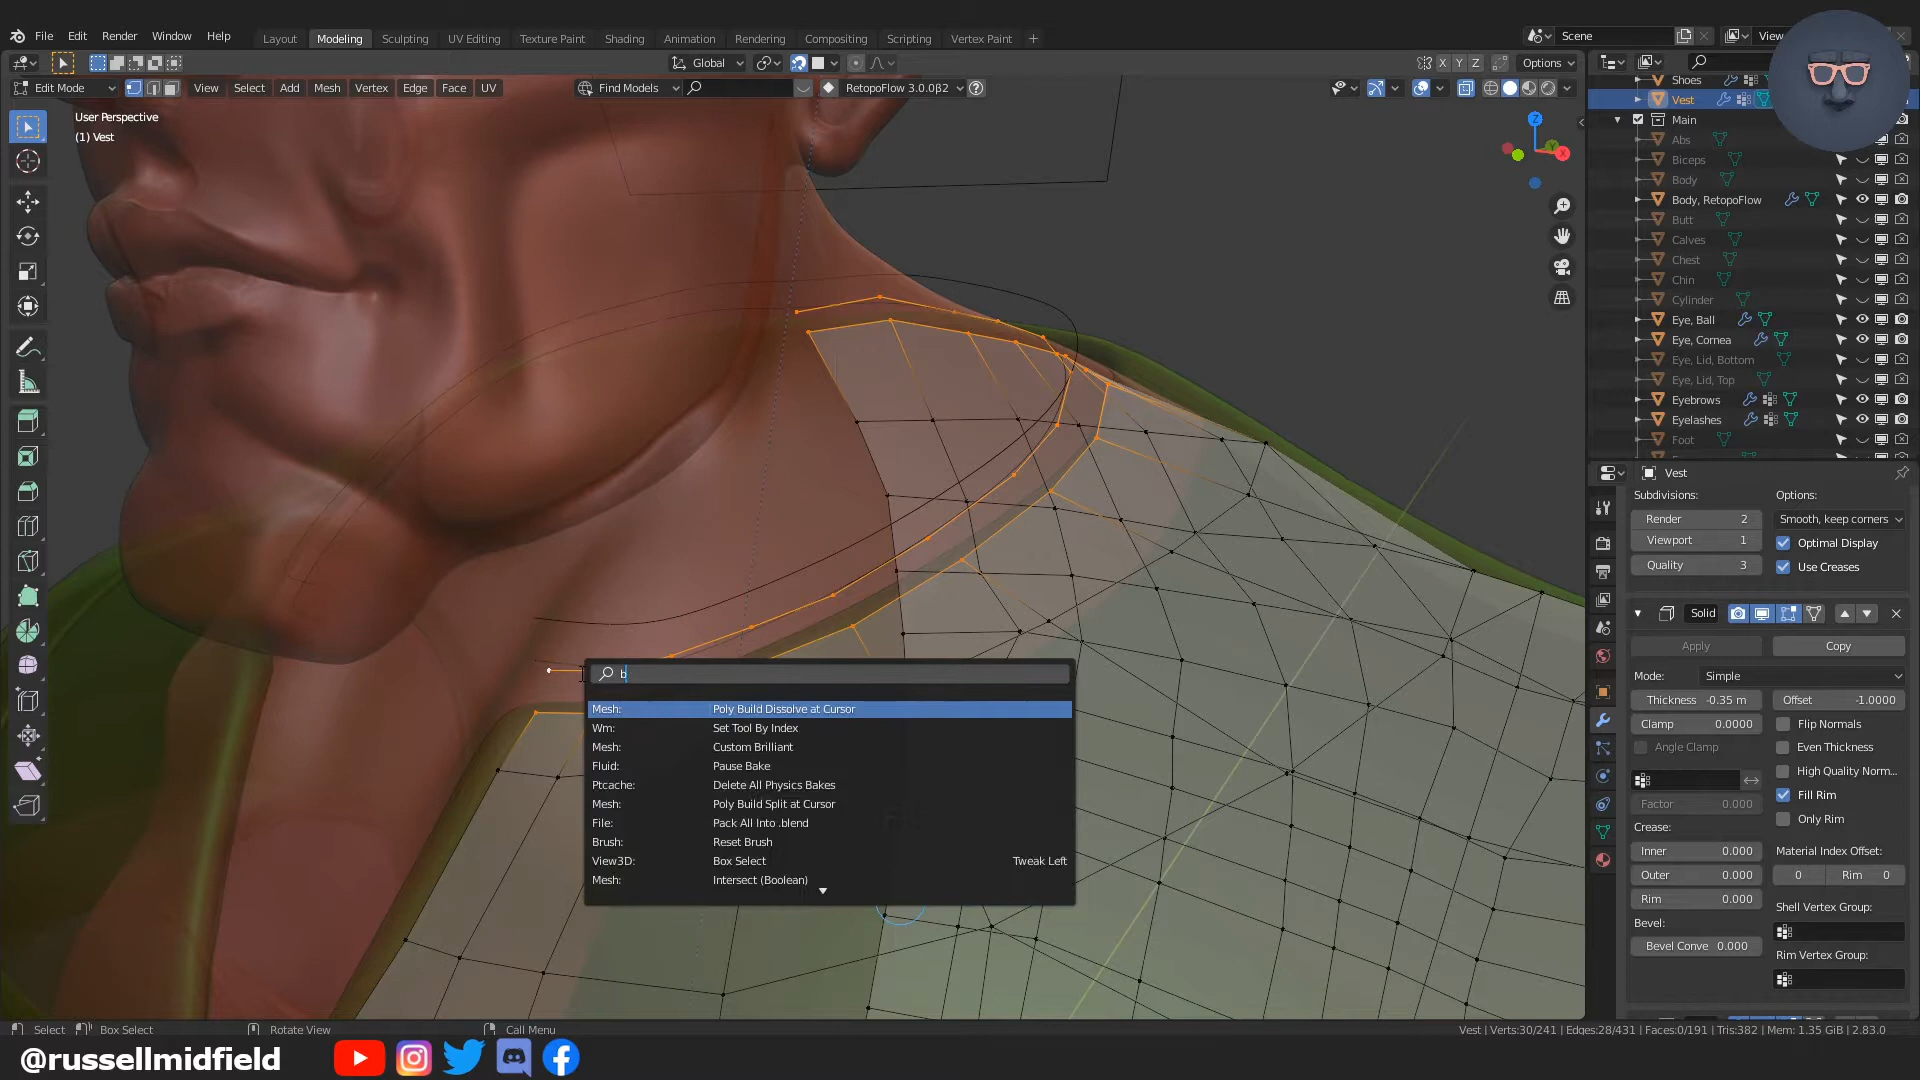 File Edit Render Window Help
Layout Modeling Sculpting UV Editing Texture Paint Shading Animation Rendering Compositing Scripting Vertex Paint +
Scene
View
Global
X Y Z Options
Edit Mode View Select Add Mesh Vertex Edge Face UV
Find Models
RetopoFlow 3.0.0β2
User Perspective
(1) Vest
Z
Y
X
Shoes
Vest
Main
Abs
Biceps
Body
Body, RetopoFlow
Butt
Calves
Chest
Chin
Cylinder
Eye, Ball
Eye, Cornea
Eye, Lid, Bottom
Eye, Lid, Top
Eyebrows
Eyelashes
Foot
Vest
Subdivisions: Options:
Render 2 Smooth, keep corners
Viewport 1 Optimal Display
Quality 3 Use Creases
Solid
Apply Copy
Mode: Simple
Thickness -0.35 m Offset -1.0000
Clamp 0.0000 Flip Normals
Angle Clamp Even Thickness
High Quality Norm...
Factor 0.000 Fill Rim
Crease: Only Rim
Inner 0.000 Material Index Offset:
Outer 0.000 0 Rim 0
Rim 0.000 Shell Vertex Group:
Bevel:
Bevel Conve 0.000 Rim Vertex Group:
b
Mesh: Poly Build Dissolve at Cursor
Wm: Set Tool By Index
Mesh: Custom Brilliant
Fluid: Pause Bake
Ptcache: Delete All Physics Bakes
Mesh: Poly Build Split at Cursor
File: Pack All Into .blend
Brush: Reset Brush
View3D: Box Select Tweak Left
Mesh: Intersect (Boolean)
Select Box Select Rotate View Call Menu
Vest | Verts:30/241 | Edges:28/431 | Faces:0/191 | Tris:382 | Mem: 1.35 GiB | 2.83.0
@russellmidfield